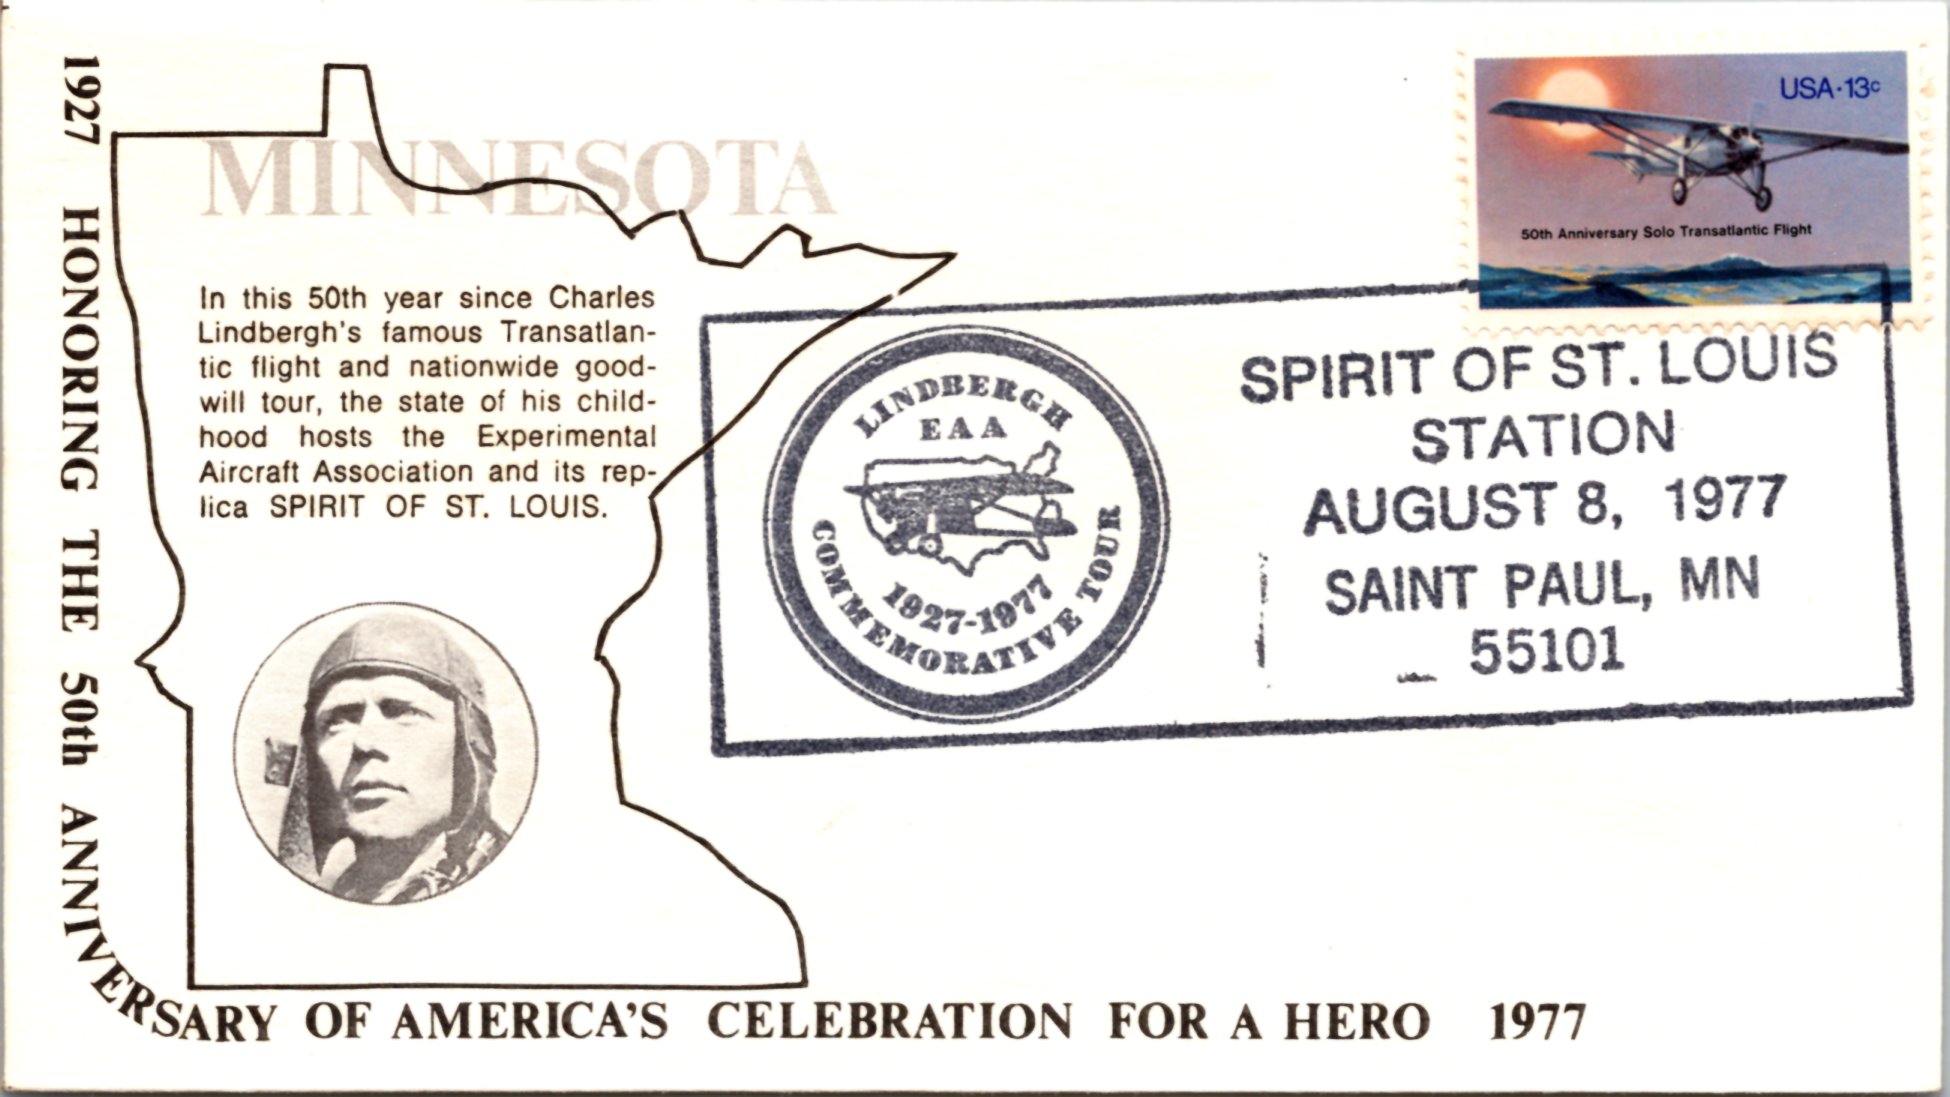 1927 HONORING THE 50th ANNIVERSARY OF AMERICA'S CELEBRATION FOR A HERO 1977
MINNESOTA
In this 50th year since Charles
Lindbergh's famous Transatlan-
tic flight and nationwide good-
will tour, the state of his child-
hood hosts the Experimental
Aircraft Association and its rep-
lica SPIRIT OF ST. LOUIS.
USA·13c
50th Anniversary Solo Transatlantic Flight
LINDBERGH
EAA
1927-1977
COMMEMORATIVE TOUR
SPIRIT OF ST. LOUIS
STATION
AUGUST 8, 1977
SAINT PAUL, MN
55101